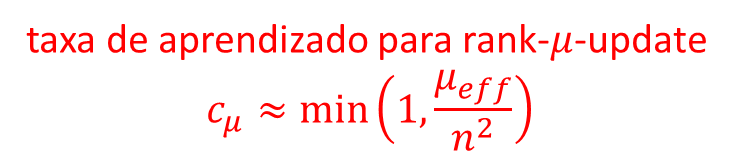 taxa de aprendizado para rank-μ-update
c_μ ≈ min(1, μ_eff / n²)